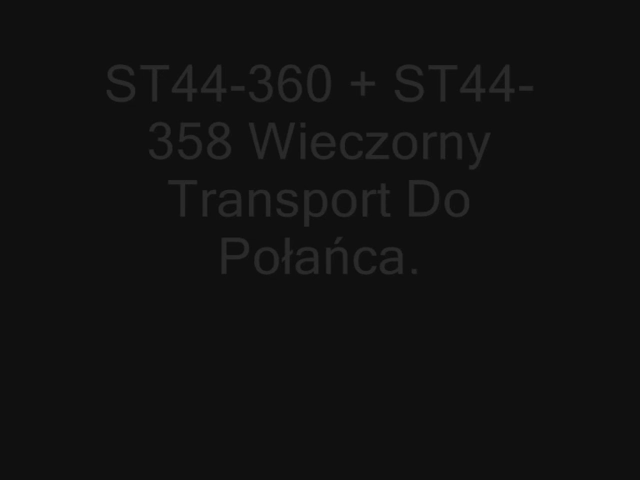 ST44-360 + ST44-
358 Wieczorny
Transport Do
Połańca.